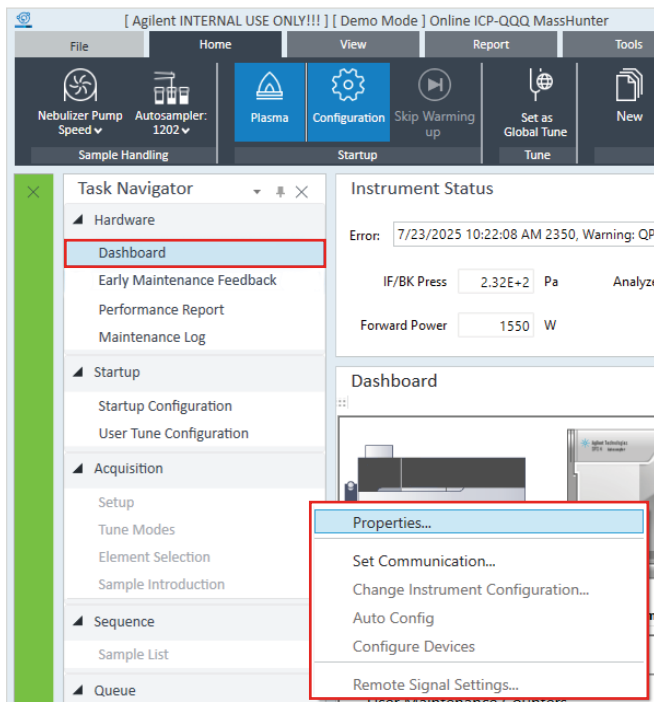 [ Agilent INTERNAL USE ONLY!!! ] [ Demo Mode ] Online ICP-QQQ MassHunter
File Home View Report Tools
Nebulizer Pump Speed
Autosampler: 1202
Plasma
Configuration
Skip Warming up
Set as Global Tune
New
Sample Handling
Startup
Tune
Task Navigator
Hardware
Dashboard
Early Maintenance Feedback
Performance Report
Maintenance Log
Startup
Startup Configuration
User Tune Configuration
Acquisition
Setup
Tune Modes
Element Selection
Sample Introduction
Sequence
Sample List
Queue
Instrument Status
Error: 7/23/2025 10:22:08 AM 2350, Warning: QP
IF/BK Press 2.32E+2 Pa Analyze
Forward Power 1550 W
Dashboard
Agilent Technologies
Properties...
Set Communication...
Change Instrument Configuration...
Auto Config
Configure Devices
Remote Signal Settings...
User Maintenance Counters